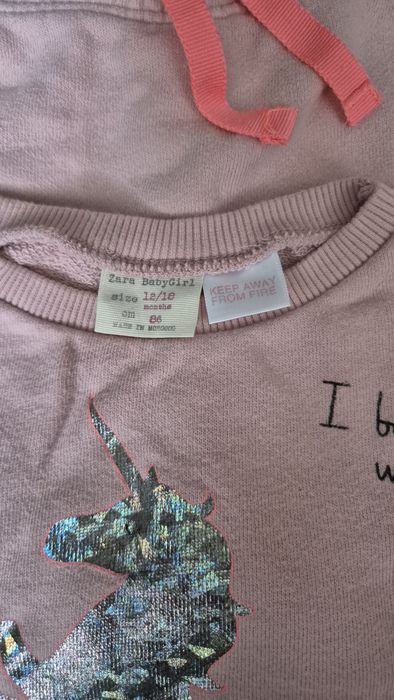 Zara BabyGirl
size 12/18
months
cm 86
MADE IN MOROCCO
KEEP AWAY
FROM FIRE
I b
w